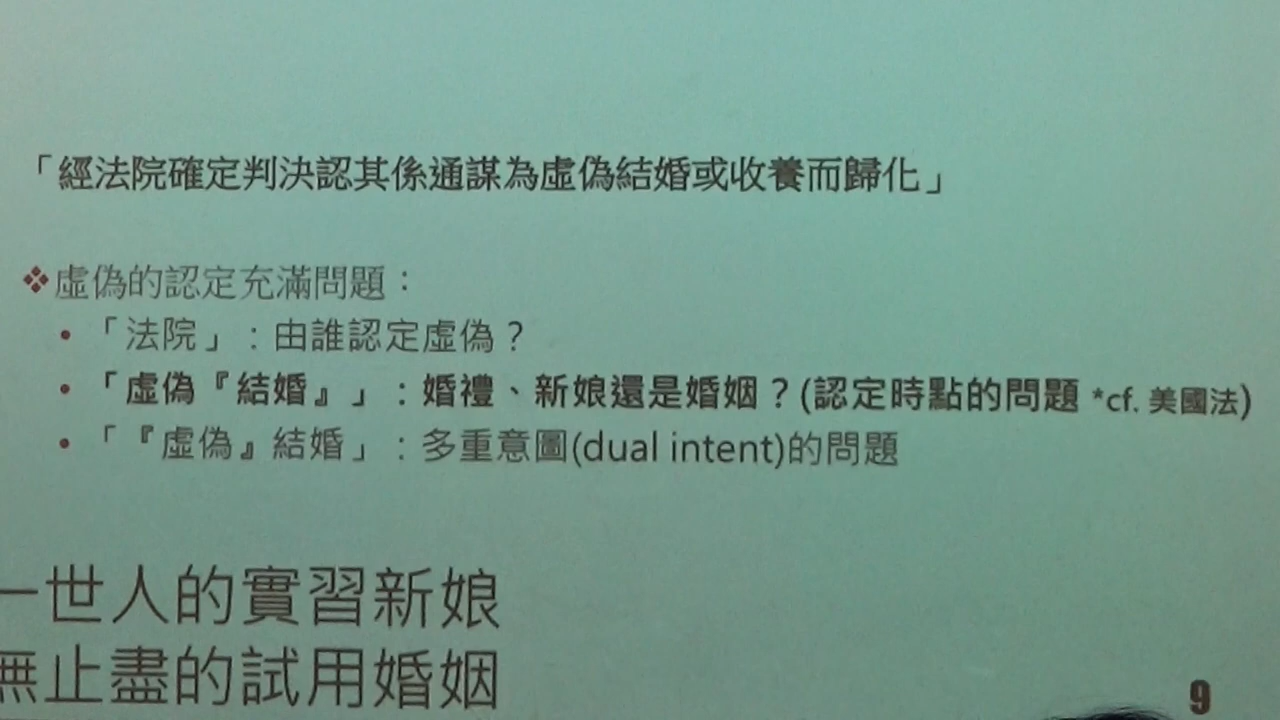 「經法院確定判決認其係通謀為虛偽結婚或收養而歸化」
❖虛偽的認定充滿問題：
• 「法院」：由誰認定虛偽？
• 「虛偽『結婚』」：婚禮、新娘還是婚姻？(認定時點的問題 *cf. 美國法)
• 「『虛偽』結婚」：多重意圖(dual intent)的問題
一世人的實習新娘
無止盡的試用婚姻
9